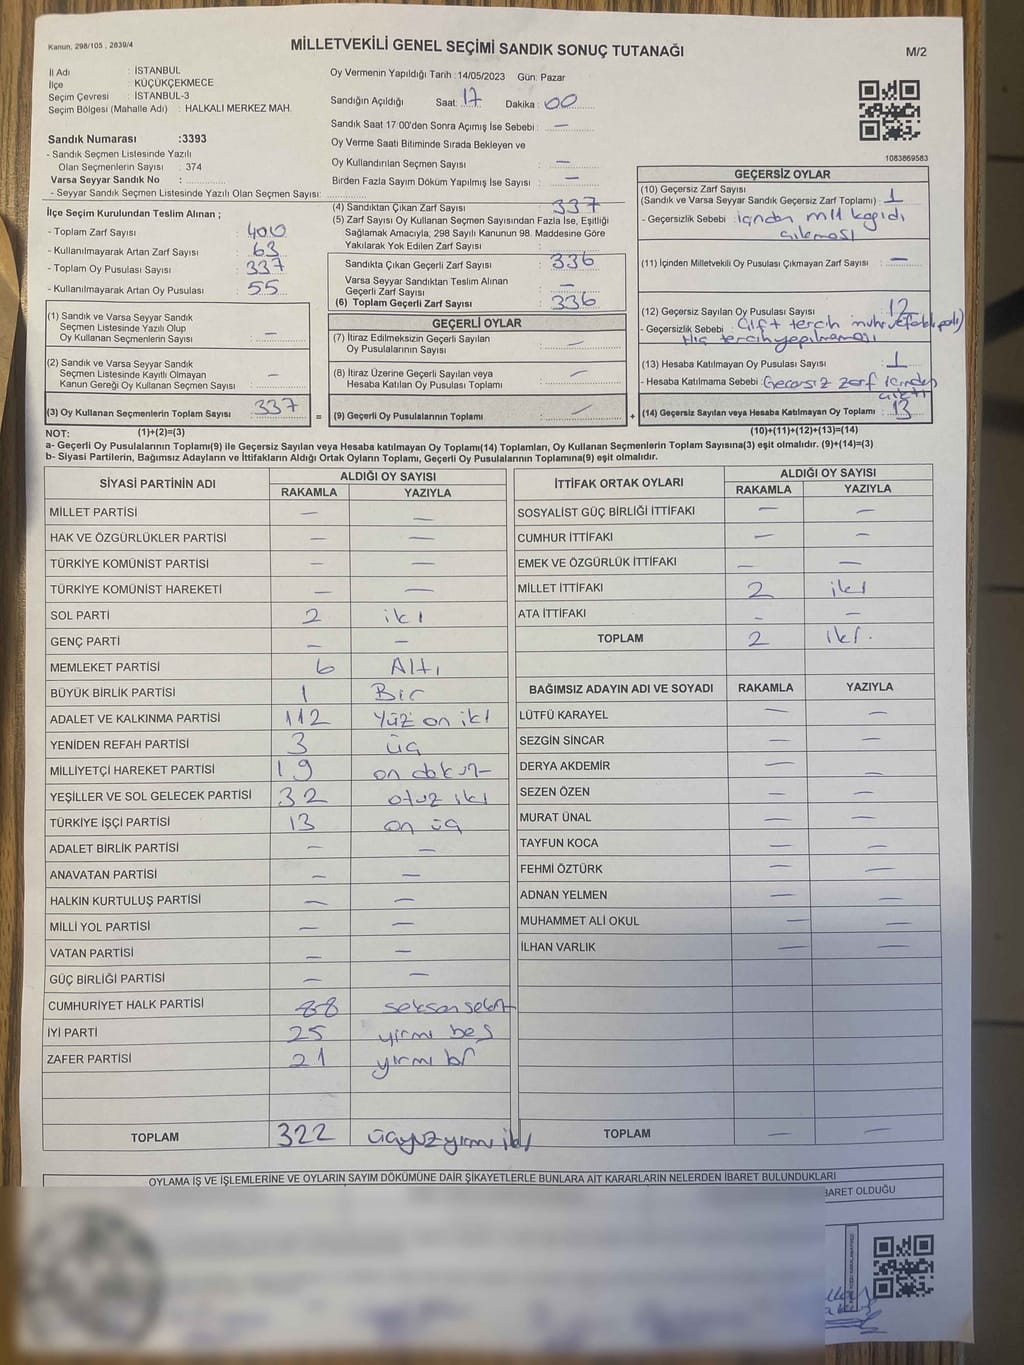 Kanun, 298/105 , 2839/4
MİLLETVEKİLİ GENEL SEÇİMİ SANDIK SONUÇ TUTANAĞI
M/2
İl Adı : İSTANBUL
İlçe : KÜÇÜKÇEKMECE
Seçim Çevresi : İSTANBUL-3
Seçim Bölgesi (Mahalle Adı) : HALKALI MERKEZ MAH.
Oy Vermenin Yapıldığı Tarih :14/05/2023 Gün: Pazar
Sandığın Açıldığı Saat: 17 Dakika : 00
Sandık Saat 17:00'den Sonra Açımış İse Sebebi : —
Oy Verme Saati Bitiminde Sırada Bekleyen ve
Oy Kullandırılan Seçmen Sayısı : —
Birden Fazla Sayım Döküm Yapılmış İse Sayısı : —
1083869583
Sandık Numarası :3393
- Sandık Seçmen Listesinde Yazılı
Olan Seçmenlerin Sayısı : 374
Varsa Seyyar Sandık No :
- Seyyar Sandık Seçmen Listesinde Yazılı Olan Seçmen Sayısı:
İlçe Seçim Kurulundan Teslim Alınan ;
- Toplam Zarf Sayısı : 400
- Kullanılmayarak Artan Zarf Sayısı : 63
- Toplam Oy Pusulası Sayısı : 337
- Kullanılmayarak Artan Oy Pusulası : 55
(1) Sandık ve Varsa Seyyar Sandık
Seçmen Listesinde Yazılı Olup
Oy Kullanan Seçmenlerin Sayısı : —
(2) Sandık ve Varsa Seyyar Sandık
Seçmen Listesinde Kayıtlı Olmayan
Kanun Gereği Oy Kullanan Seçmen Sayısı : —
(3) Oy Kullanan Seçmenlerin Toplam Sayısı : 337
(1)+(2)=(3)
(4) Sandıktan Çıkan Zarf Sayısı : 337
(5) Zarf Sayısı Oy Kullanan Seçmen Sayısından Fazla İse, Eşitliği
Sağlamak Amacıyla; 298 Sayılı Kanunun 98. Maddesine Göre
Yakılarak Yok Edilen Zarf Sayısı :
Sandıkta Çıkan Geçerli Zarf Sayısı : 336
Varsa Seyyar Sandıktan Teslim Alınan
Geçerli Zarf Sayısı : —
(6) Toplam Geçerli Zarf Sayısı : 336
GEÇERLİ OYLAR
(7) İtiraz Edilmeksizin Geçerli Sayılan
Oy Pusulalarının Sayısı : —
(8) İtiraz Üzerine Geçerli Sayılan veya
Hesaba Katılan Oy Pusulası Toplamı : —
= (9) Geçerli Oy Pusulalarının Toplamı : —
GEÇERSİZ OYLAR
(10) Geçersiz Zarf Sayısı
(Sandık ve Varsa Seyyar Sandık Geçersiz Zarf Toplamı) : 1
- Geçersizlik Sebebi : içinden mıll kağıdı
çıkması
(11) İçinden Milletvekili Oy Pusulası Çıkmayan Zarf Sayısı : —
(12) Geçersiz Sayılan Oy Pusulası Sayısı : 12
- Geçersizlik Sebebi : Çift tercih mühür
Hiç tercih yapılmaması
(13) Hesaba Katılmayan Oy Pusulası Sayısı : 1
- Hesaba Katılmama Sebebi : Gecersiz zarf içinden
çıktı
+ (14) Geçersiz Sayılan veya Hesaba Katılmayan Oy Toplamı : 13
(10)+(11)+(12)+(13)=(14)
NOT:
a- Geçerli Oy Pusulalarının Toplamı(9) ile Geçersiz Sayılan veya Hesaba katılmayan Oy Toplamı(14) Toplamları, Oy Kullanan Seçmenlerin Toplam Sayısına(3) eşit olmalıdır. (9)+(14)=(3)
b- Siyasi Partilerin, Bağımsız Adayların ve İttifakların Aldığı Ortak Oyların Toplamı, Geçerli Oy Pusulalarının Toplamına(9) eşit olmalıdır.
SİYASİ PARTİNİN ADI ALDIĞI OY SAYISI
RAKAMLA YAZIYLA
MİLLET PARTİSİ — —
HAK VE ÖZGÜRLÜKLER PARTİSİ — —
TÜRKİYE KOMÜNİST PARTİSİ — —
TÜRKİYE KOMÜNİST HAREKETİ — —
SOL PARTİ 2 iki
GENÇ PARTİ — —
MEMLEKET PARTİSİ 6 Altı
BÜYÜK BİRLİK PARTİSİ 1 Bir
ADALET VE KALKINMA PARTİSİ 112 Yüz on iki
YENİDEN REFAH PARTİSİ 3 üç
MİLLİYETÇİ HAREKET PARTİSİ 19 on dokuz
YEŞİLLER VE SOL GELECEK PARTİSİ 32 otuz iki
TÜRKİYE İŞÇİ PARTİSİ 13 on üç
ADALET BİRLİK PARTİSİ — —
ANAVATAN PARTİSİ — —
HALKIN KURTULUŞ PARTİSİ — —
MİLLİ YOL PARTİSİ — —
VATAN PARTİSİ — —
GÜÇ BİRLİĞİ PARTİSİ — —
CUMHURİYET HALK PARTİSİ 88 seksen sekiz
İYİ PARTİ 25 yirmi beş
ZAFER PARTİSİ 21 yirmi bir
TOPLAM 322 üçyüzyirmi iki
İTTİFAK ORTAK OYLARI ALDIĞI OY SAYISI
RAKAMLA YAZIYLA
SOSYALİST GÜÇ BİRLİĞİ İTTİFAKI — —
CUMHUR İTTİFAKI — —
EMEK VE ÖZGÜRLÜK İTTİFAKI — —
MİLLET İTTİFAKI 2 iki
ATA İTTİFAKI — —
TOPLAM 2 iki.
BAĞIMSIZ ADAYIN ADI VE SOYADI RAKAMLA YAZIYLA
LÜTFÜ KARAYEL — —
SEZGİN SİNCAR — —
DERYA AKDEMİR — —
SEZEN ÖZEN — —
MURAT ÜNAL — —
TAYFUN KOCA — —
FEHMİ ÖZTÜRK — —
ADNAN YELMEN — —
MUHAMMET ALİ OKUL — —
İLHAN VARLIK — —
TOPLAM — —
OYLAMA İŞ VE İŞLEMLERİNE VE OYLARIN SAYIM DÖKÜMÜNE DAİR ŞİKAYETLERLE BUNLARA AİT KARARLARIN NELERDEN İBARET BULUNDUKLARI
BARET OLDUĞU